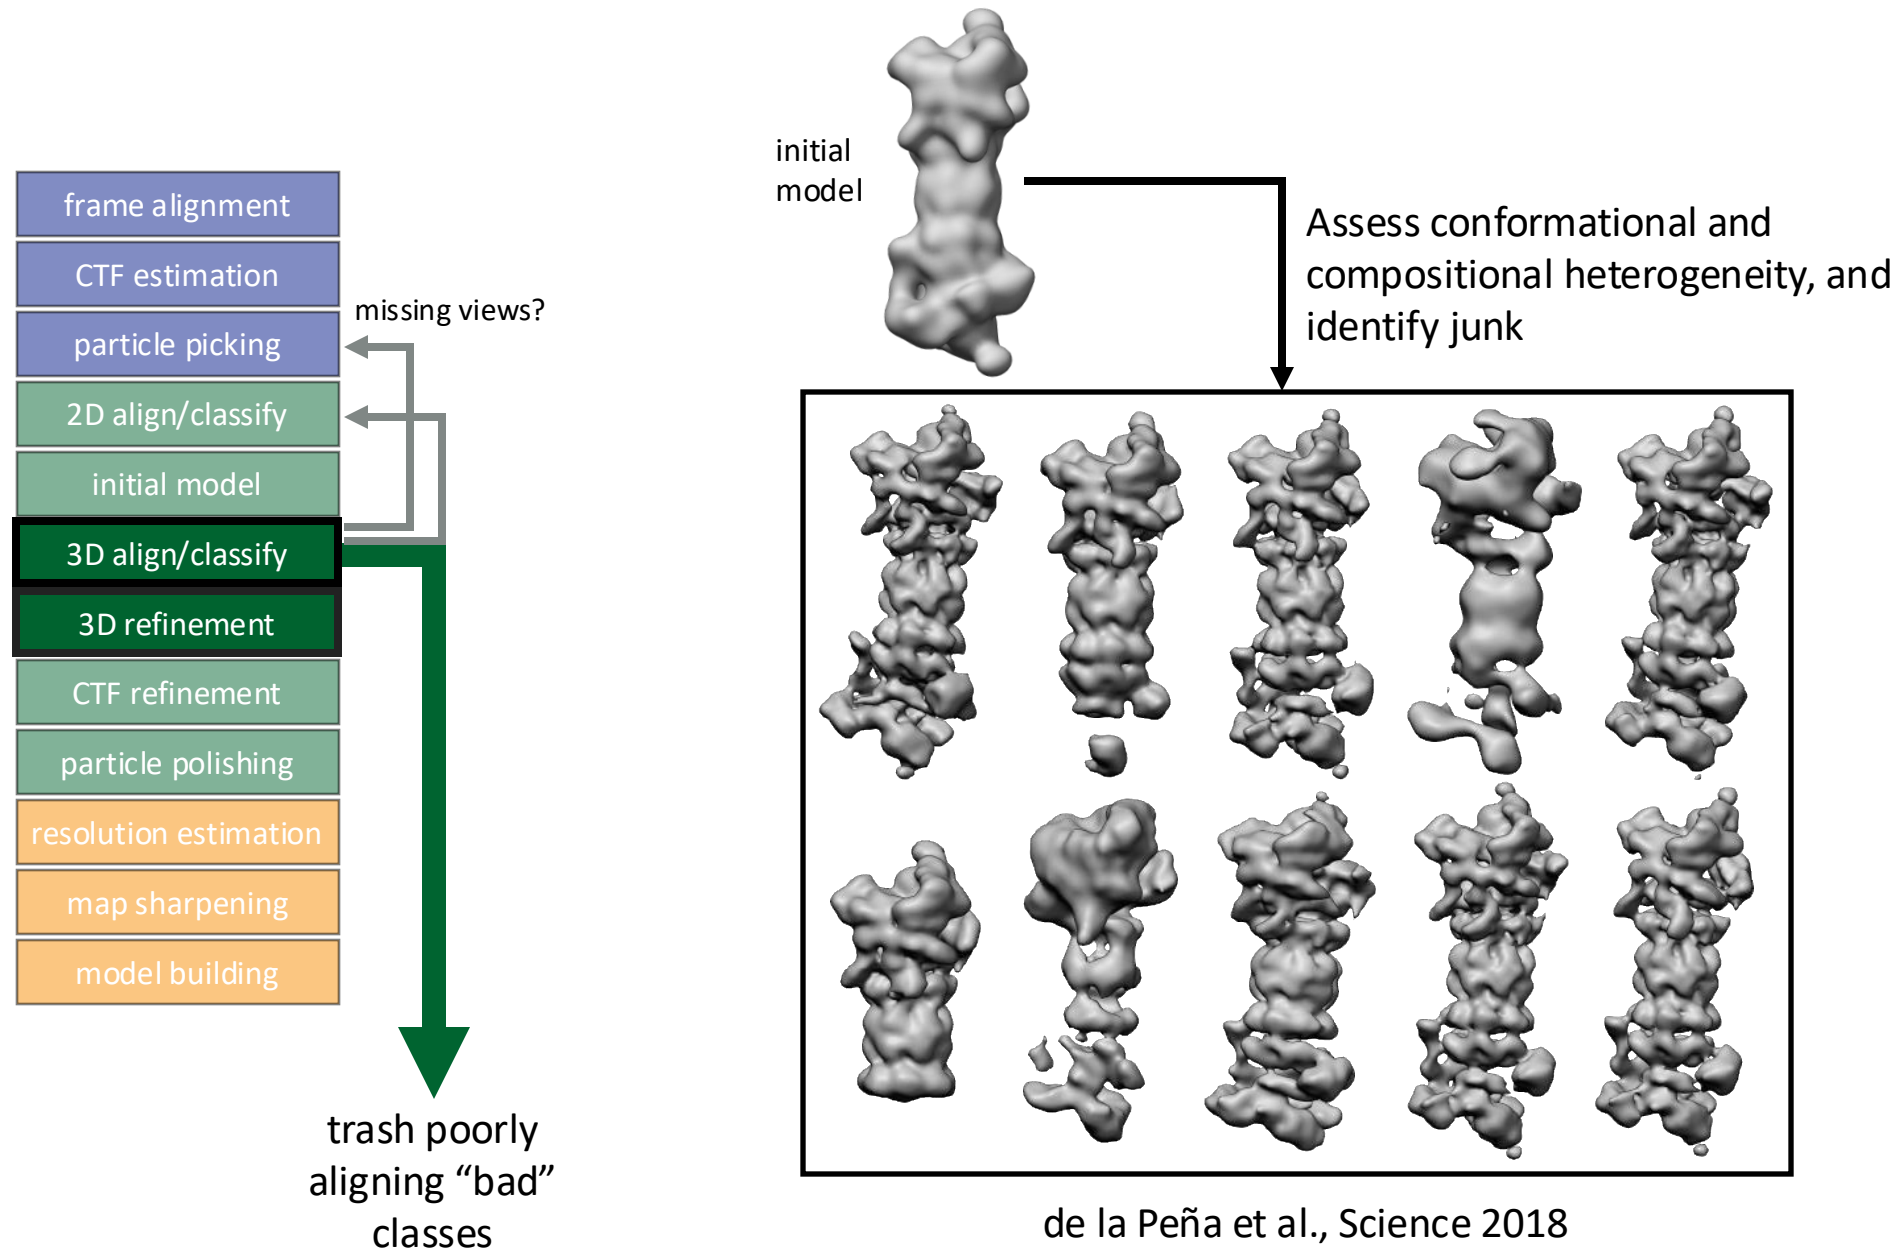 frame alignment
CTF estimation
particle picking
2D align/classify
initial model
3D align/classify
3D refinement
CTF refinement
particle polishing
resolution estimation
map sharpening
model building
missing views?
trash poorly
aligning “bad”
classes
initial
model
Assess conformational and
compositional heterogeneity, and
identify junk
de la Peña et al., Science 2018